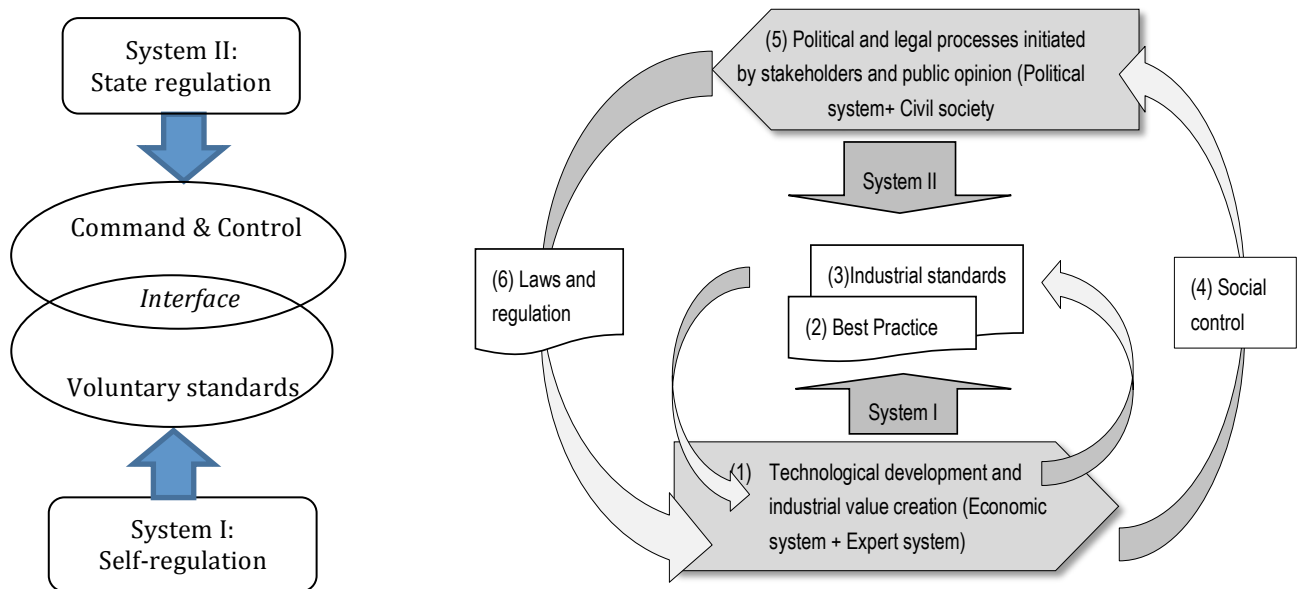 System II:
State regulation
Command & Control
Interface
Voluntary standards
System I:
Self-regulation
(5) Political and legal processes initiated
by stakeholders and public opinion (Political
system+ Civil society
System II
(6) Laws and
regulation
(3)Industrial standards
(2) Best Practice
(4) Social
control
System I
(1) Technological development and
industrial value creation (Economic
system + Expert system)